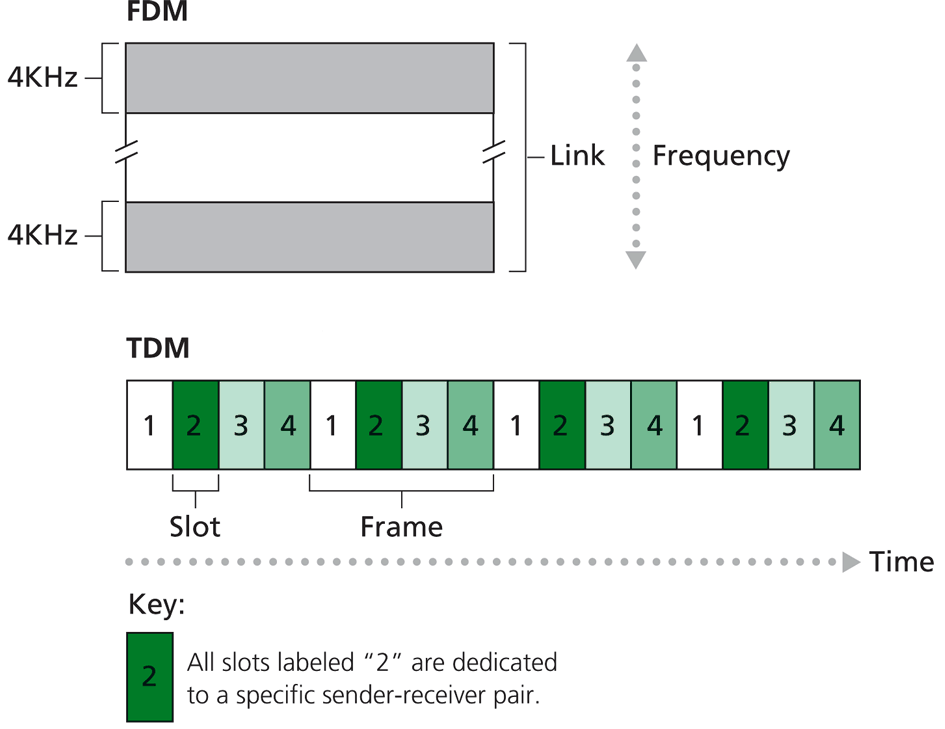 FDM
4KHz
Link
Frequency
4KHz
TDM
1 2 3 4 1 2 3 4 1 2 3 4 1 2 3 4
Slot
Frame
Time
Key:
2
All slots labeled “2” are dedicated
to a specific sender-receiver pair.